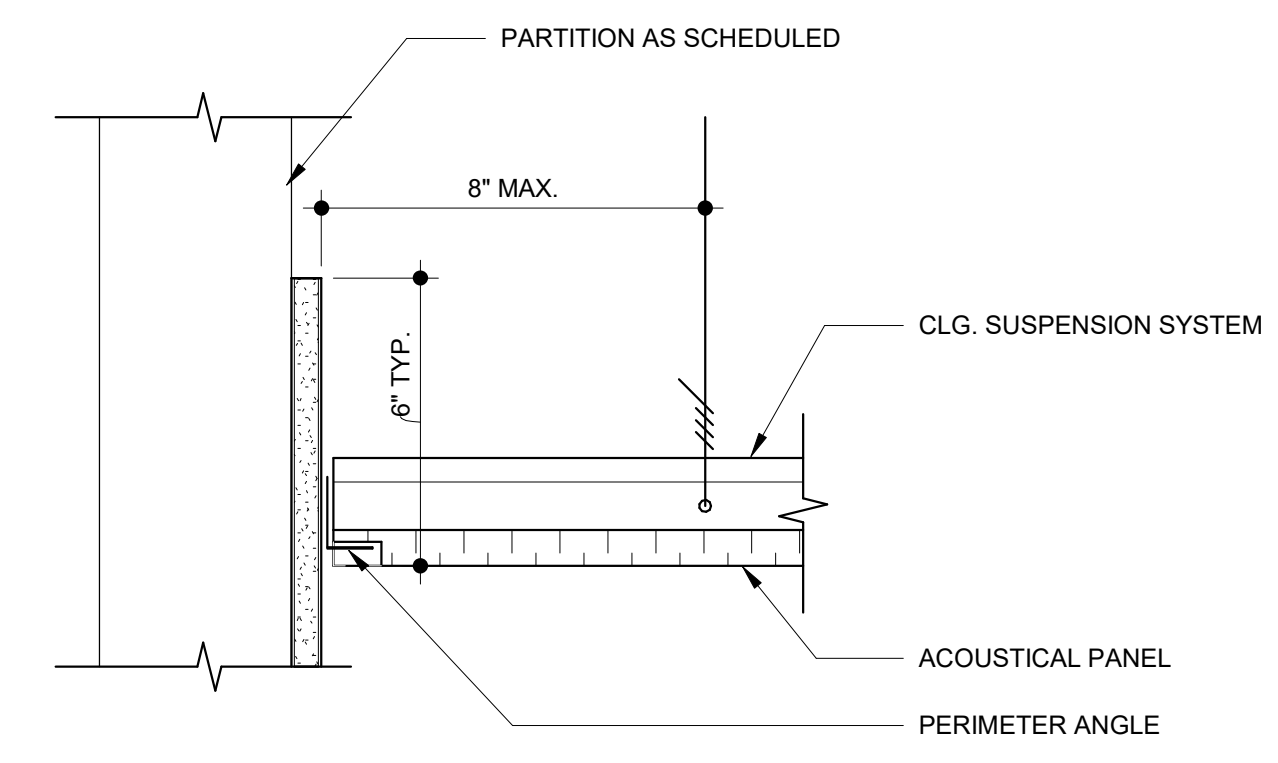 PARTITION AS SCHEDULED
8" MAX.
6" TYP.
CLG. SUSPENSION SYSTEM
ACOUSTICAL PANEL
PERIMETER ANGLE